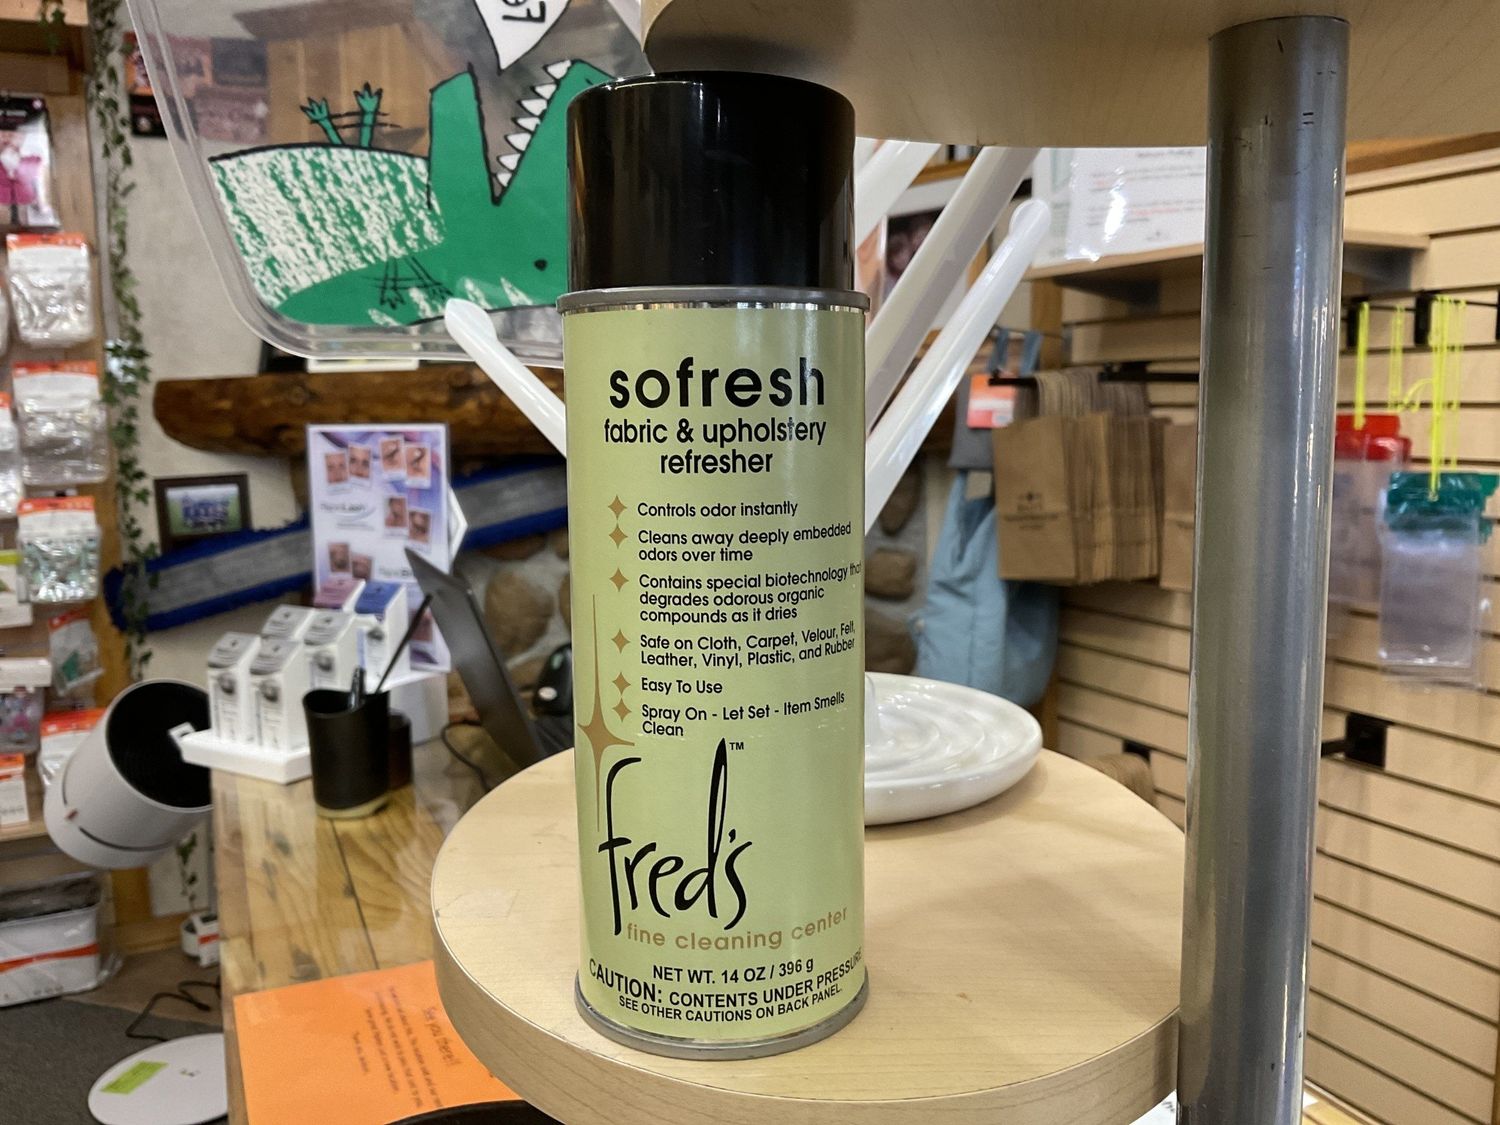 sofresh
fabric & upholstery
refresher
Controls odor instantly
Cleans away deeply embedded
odors over time
Contains special biotechnology that
degrades odorous organic
compounds as it dries
Safe on Cloth, Carpet, Velour, Felt,
Leather, Vinyl, Plastic, and Rubber
Easy To Use
Spray On - Let Set - Item Smells
Clean
fred's™
fine cleaning center
NET WT. 14 OZ / 396 g
CAUTION: CONTENTS UNDER PRESSURE
SEE OTHER CAUTIONS ON BACK PANEL.